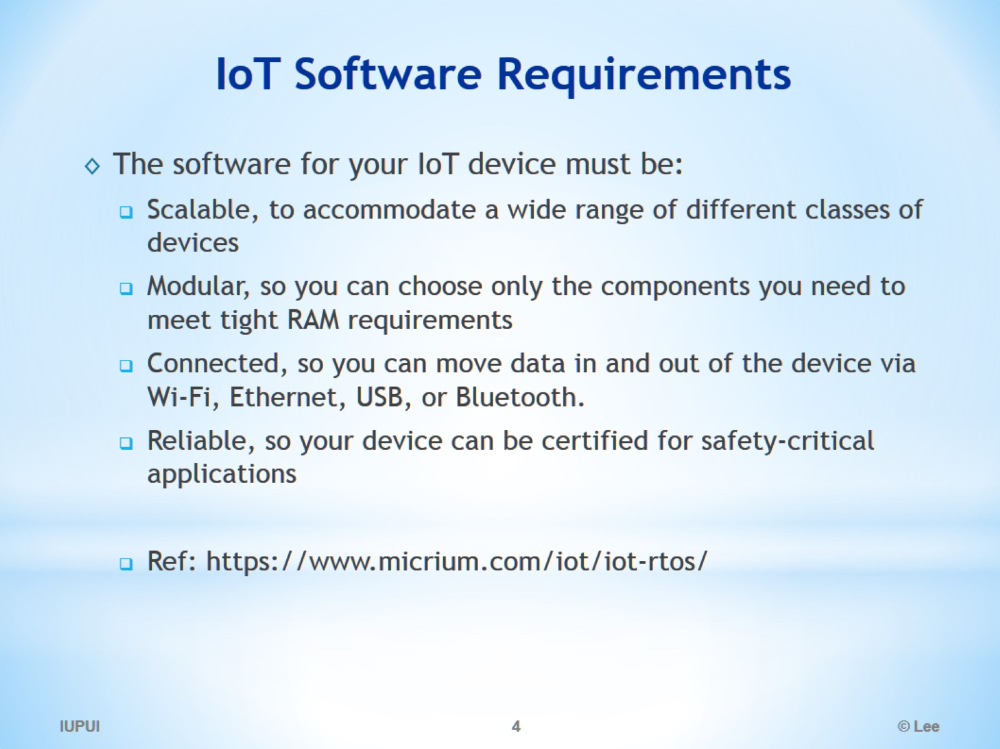 IoT Software Requirements
The software for your IoT device must be:
Scalable, to accommodate a wide range of different classes of
devices
Modular, so you can choose only the components you need to
meet tight RAM requirements
Connected, so you can move data in and out of the device via
Wi-Fi, Ethernet, USB, or Bluetooth.
Reliable, so your device can be certified for safety-critical
applications
Ref: https://www.micrium.com/iot/iot-rtos/
IUPUI 4 © Lee